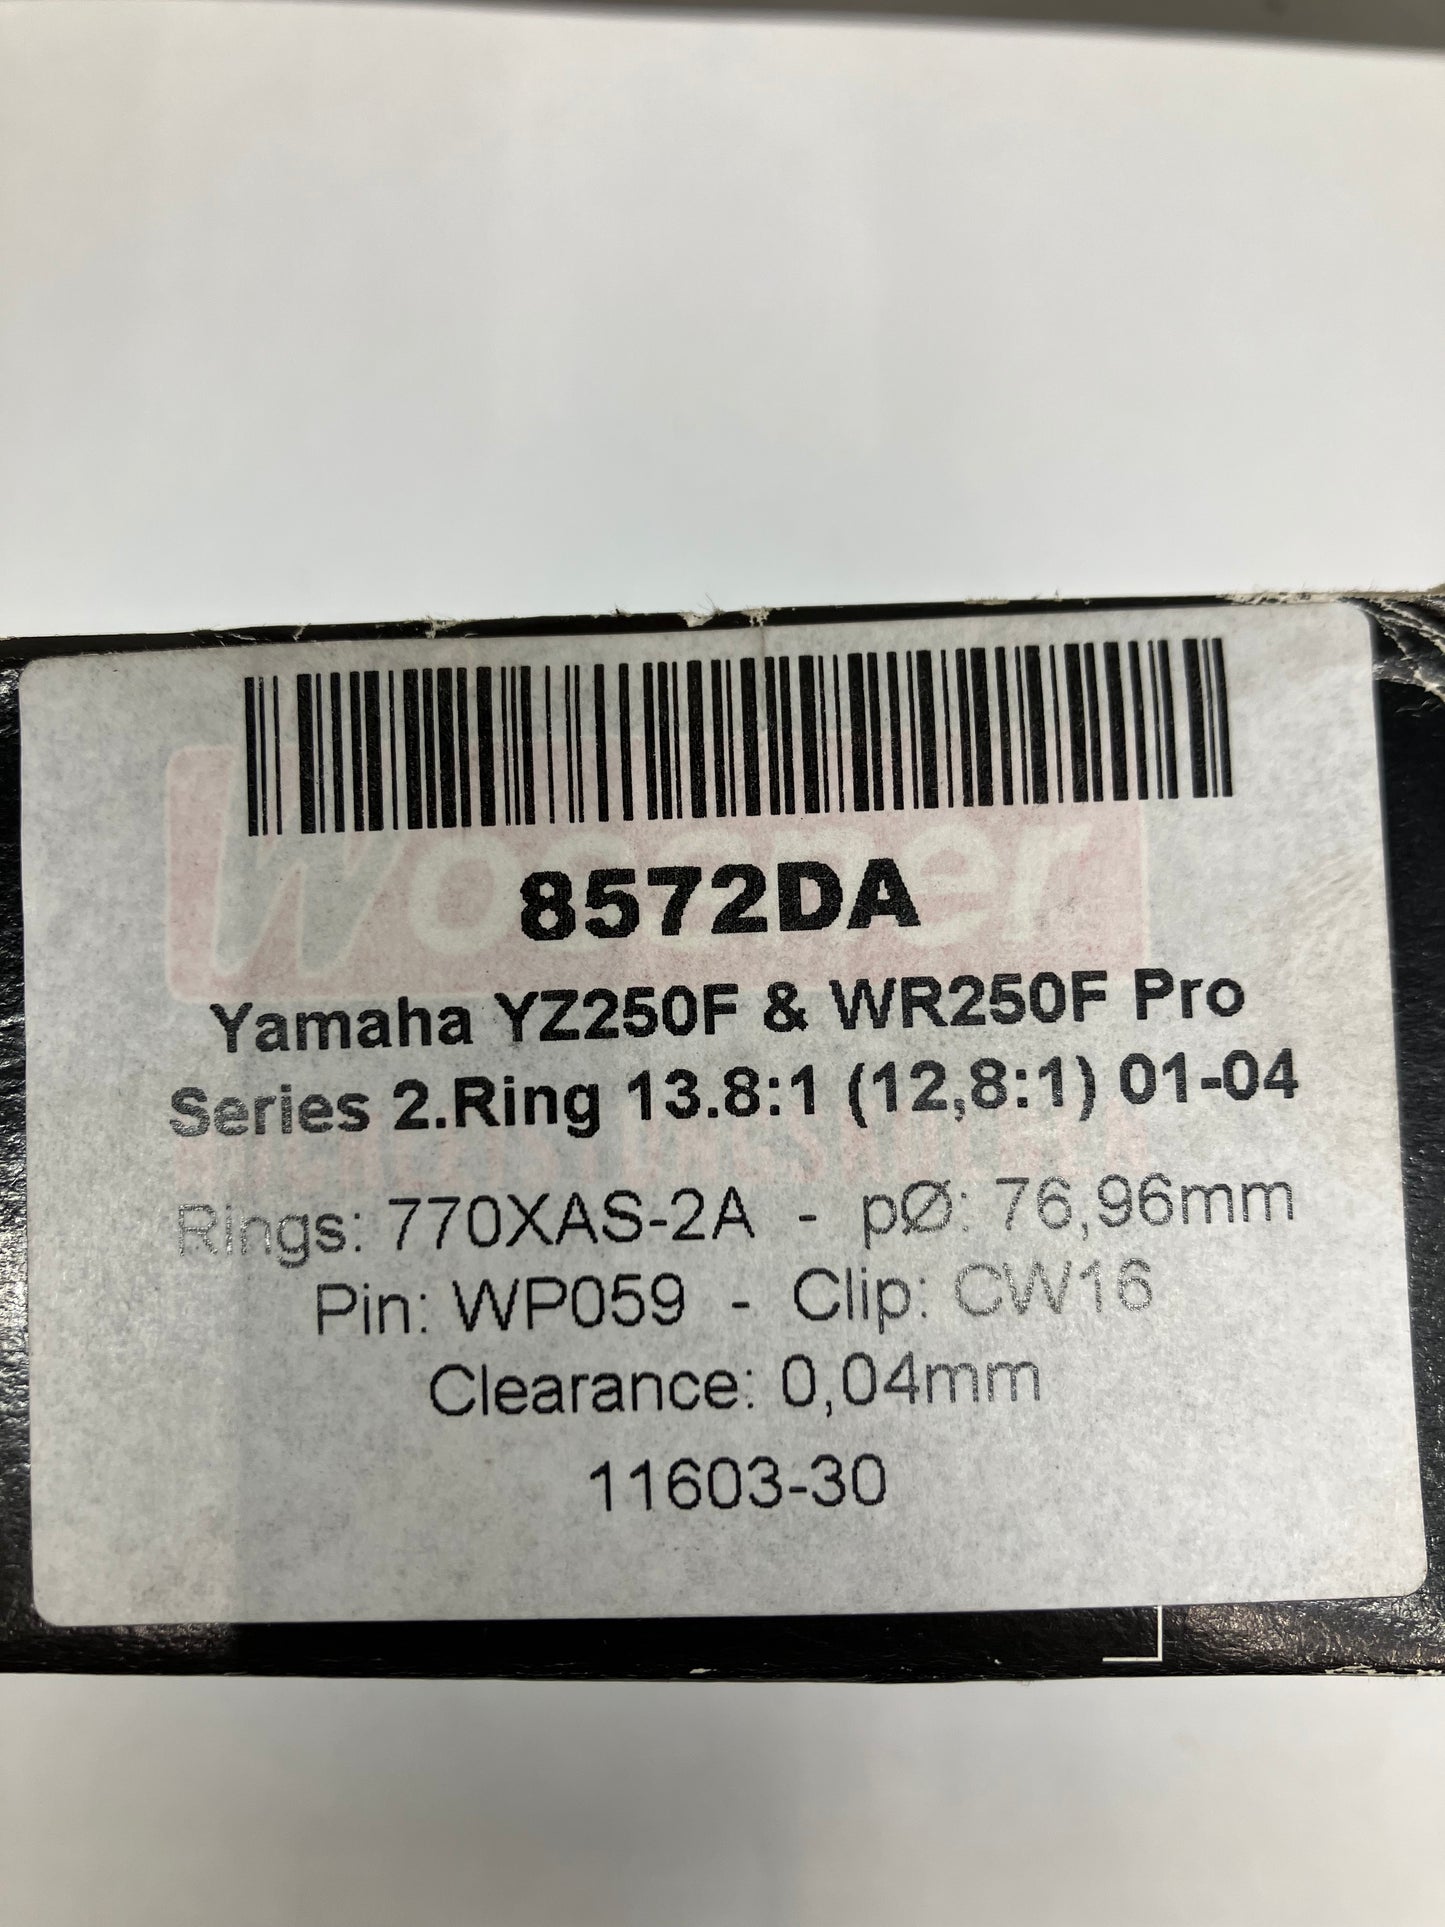 8572DA
Yamaha YZ250F & WR250F Pro
Series 2.Ring 13.8:1 (12,8:1) 01-04
Rings: 770XAS-2A - pØ: 76,96mm
Pin: WP059 - Clip: CW16
Clearance: 0,04mm
11603-30
Wossner